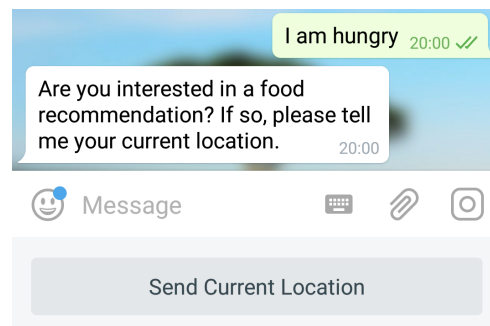 I am hungry 20:00
Are you interested in a food
recommendation? If so, please tell
me your current location. 20:00
Message
Send Current Location